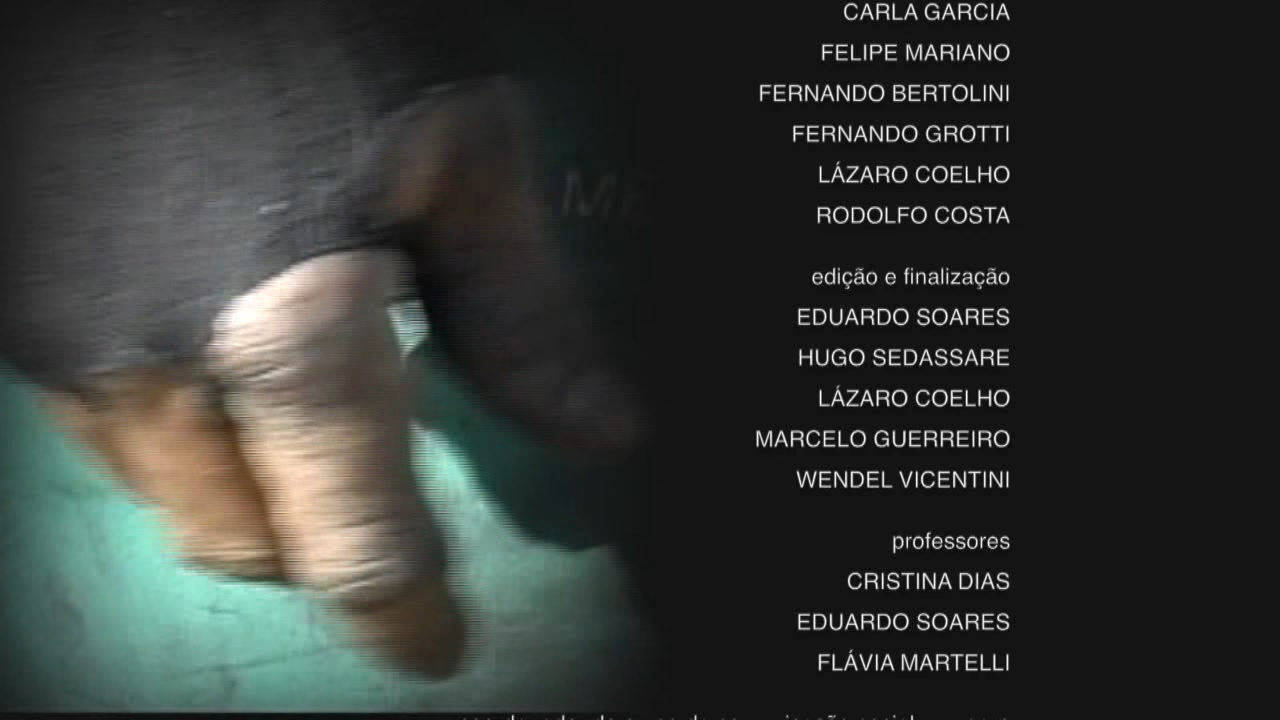 CARLA GARCIA
FELIPE MARIANO
FERNANDO BERTOLINI
FERNANDO GROTTI
LÁZARO COELHO
RODOLFO COSTA
edição e finalização
EDUARDO SOARES
HUGO SEDASSARE
LÁZARO COELHO
MARCELO GUERREIRO
WENDEL VICENTINI
professores
CRISTINA DIAS
EDUARDO SOARES
FLÁVIA MARTELLI